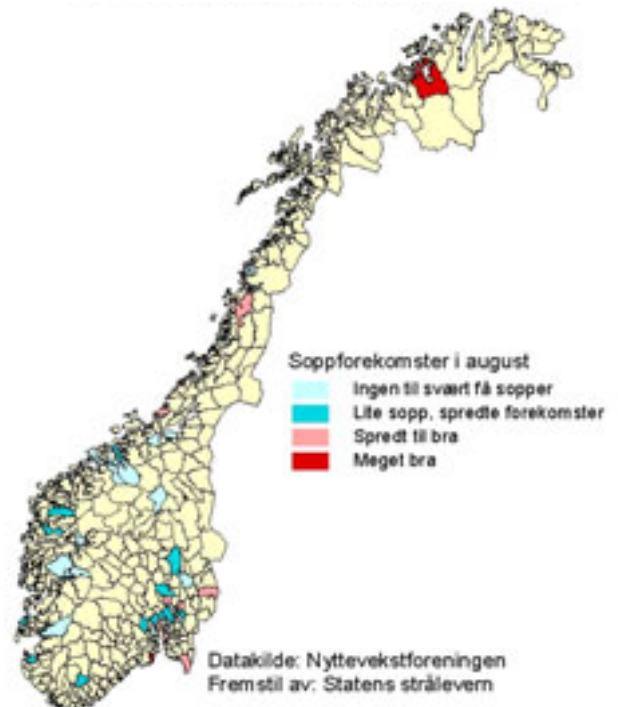 Soppforekomster i august
Ingen til svært få sopper
Lite sopp, spredte forekomster
Spredt til bra
Meget bra
Datakilde: Nyttevekstforeningen
Fremstil av: Statens strålevern